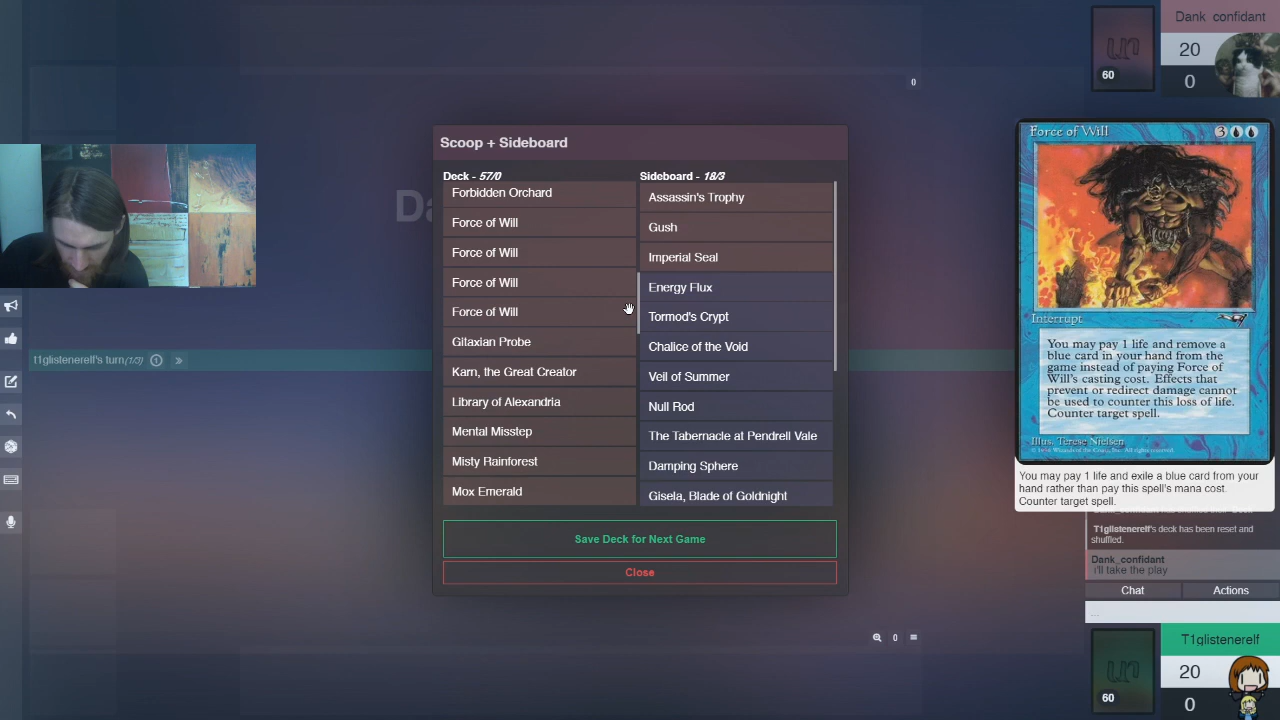 Dank_confidant
20
60
0
0
Force of Will
3
Interrupt
You may pay 1 life and remove a
blue card in your hand from the
game instead of paying Force of
Will's casting cost. Effects that
prevent or redirect damage cannot
be used to counter this loss of life.
Counter target spell.
Illus. Terese Nielsen
You may pay 1 life and exile a blue card from your
hand rather than pay this spell's mana cost.
Counter target spell.
Scoop + Sideboard
Deck - 57/0
Forbidden Orchard
Force of Will
Force of Will
Force of Will
Force of Will
Gitaxian Probe
Karn, the Great Creator
Library of Alexandria
Mental Misstep
Misty Rainforest
Mox Emerald
Sideboard - 18/3
Assassin's Trophy
Gush
Imperial Seal
Energy Flux
Tormod's Crypt
Chalice of the Void
Veil of Summer
Null Rod
The Tabernacle at Pendrell Vale
Damping Sphere
Gisela, Blade of Goldnight
Save Deck for Next Game
Close
t1glistenerelf's turn
1
T1glistenerelf's deck has been reset and
shuffled.
Dank_confidant
i'll take the play
Chat
Actions
...
0
T1glistenerelf
20
60
0